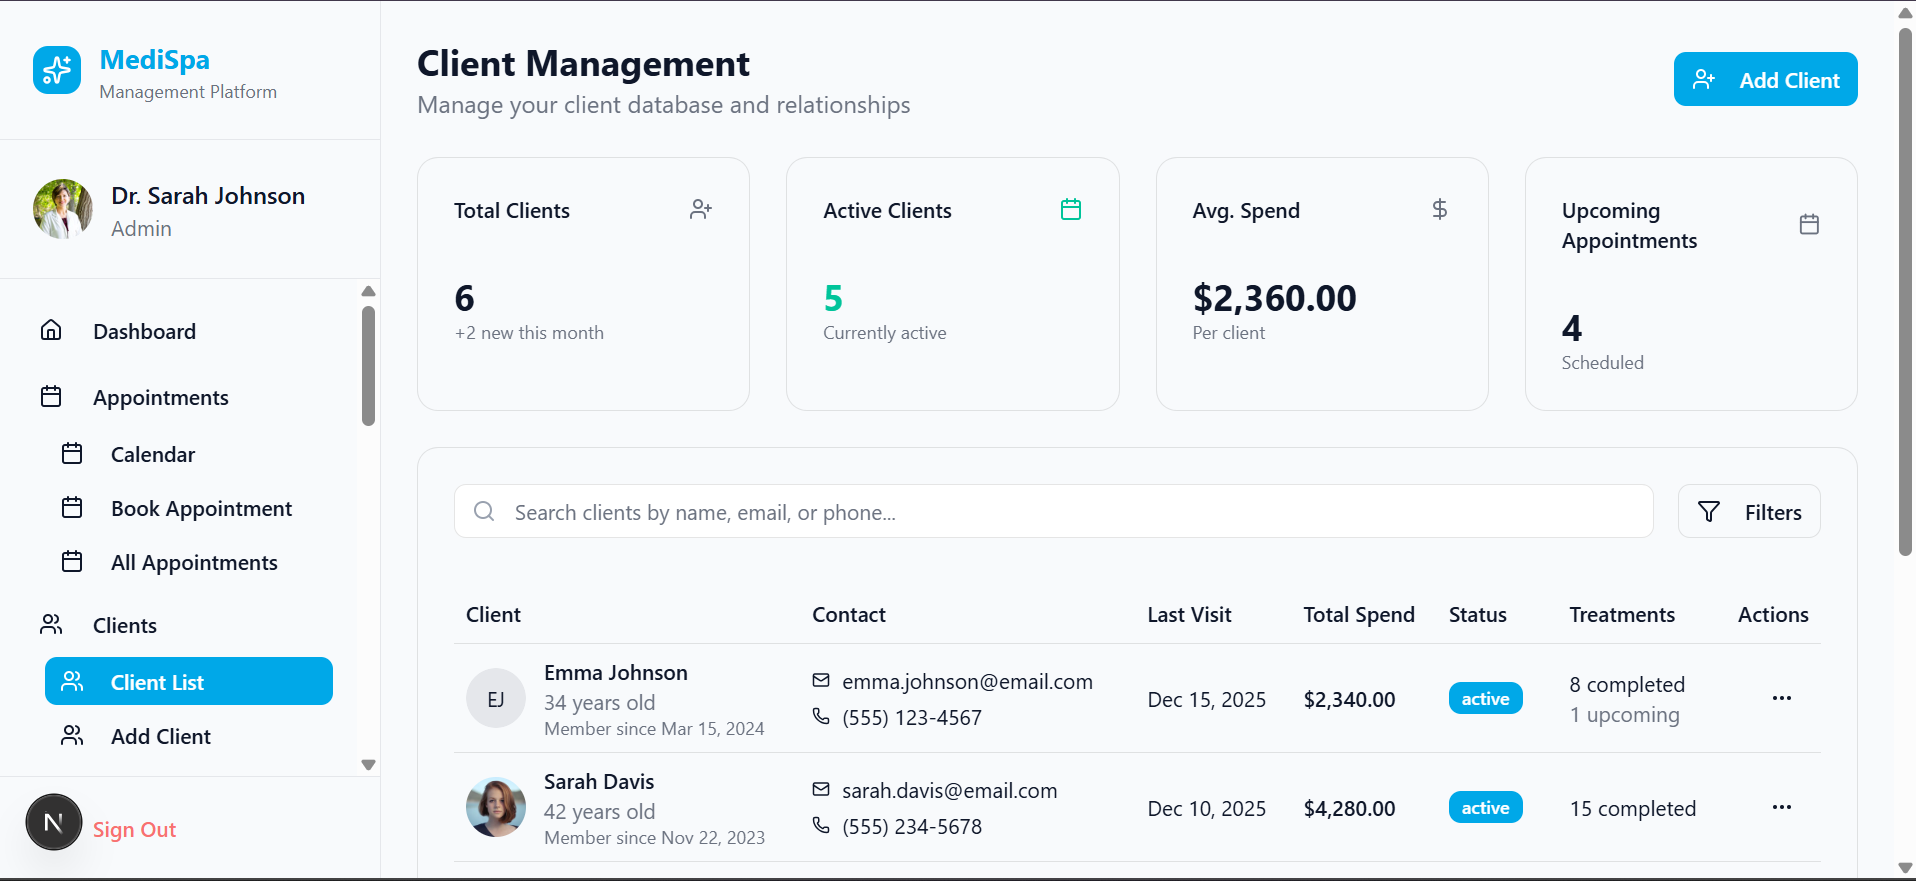 MediSpa
Management Platform
Dr. Sarah Johnson
Admin
Dashboard
Appointments
Calendar
Book Appointment
All Appointments
Clients
Client List
Add Client
N
Sign Out
Client Management
Manage your client database and relationships
Add Client
Total Clients
6
+2 new this month
Active Clients
5
Currently active
Avg. Spend
$2,360.00
Per client
Upcoming
Appointments
4
Scheduled
Search clients by name, email, or phone...
Filters
Client Contact Last Visit Total Spend Status Treatments Actions
EJ
Emma Johnson
34 years old
Member since Mar 15, 2024
emma.johnson@email.com
(555) 123-4567
Dec 15, 2025
$2,340.00
active
8 completed
1 upcoming
Sarah Davis
42 years old
Member since Nov 22, 2023
sarah.davis@email.com
(555) 234-5678
Dec 10, 2025
$4,280.00
active
15 completed